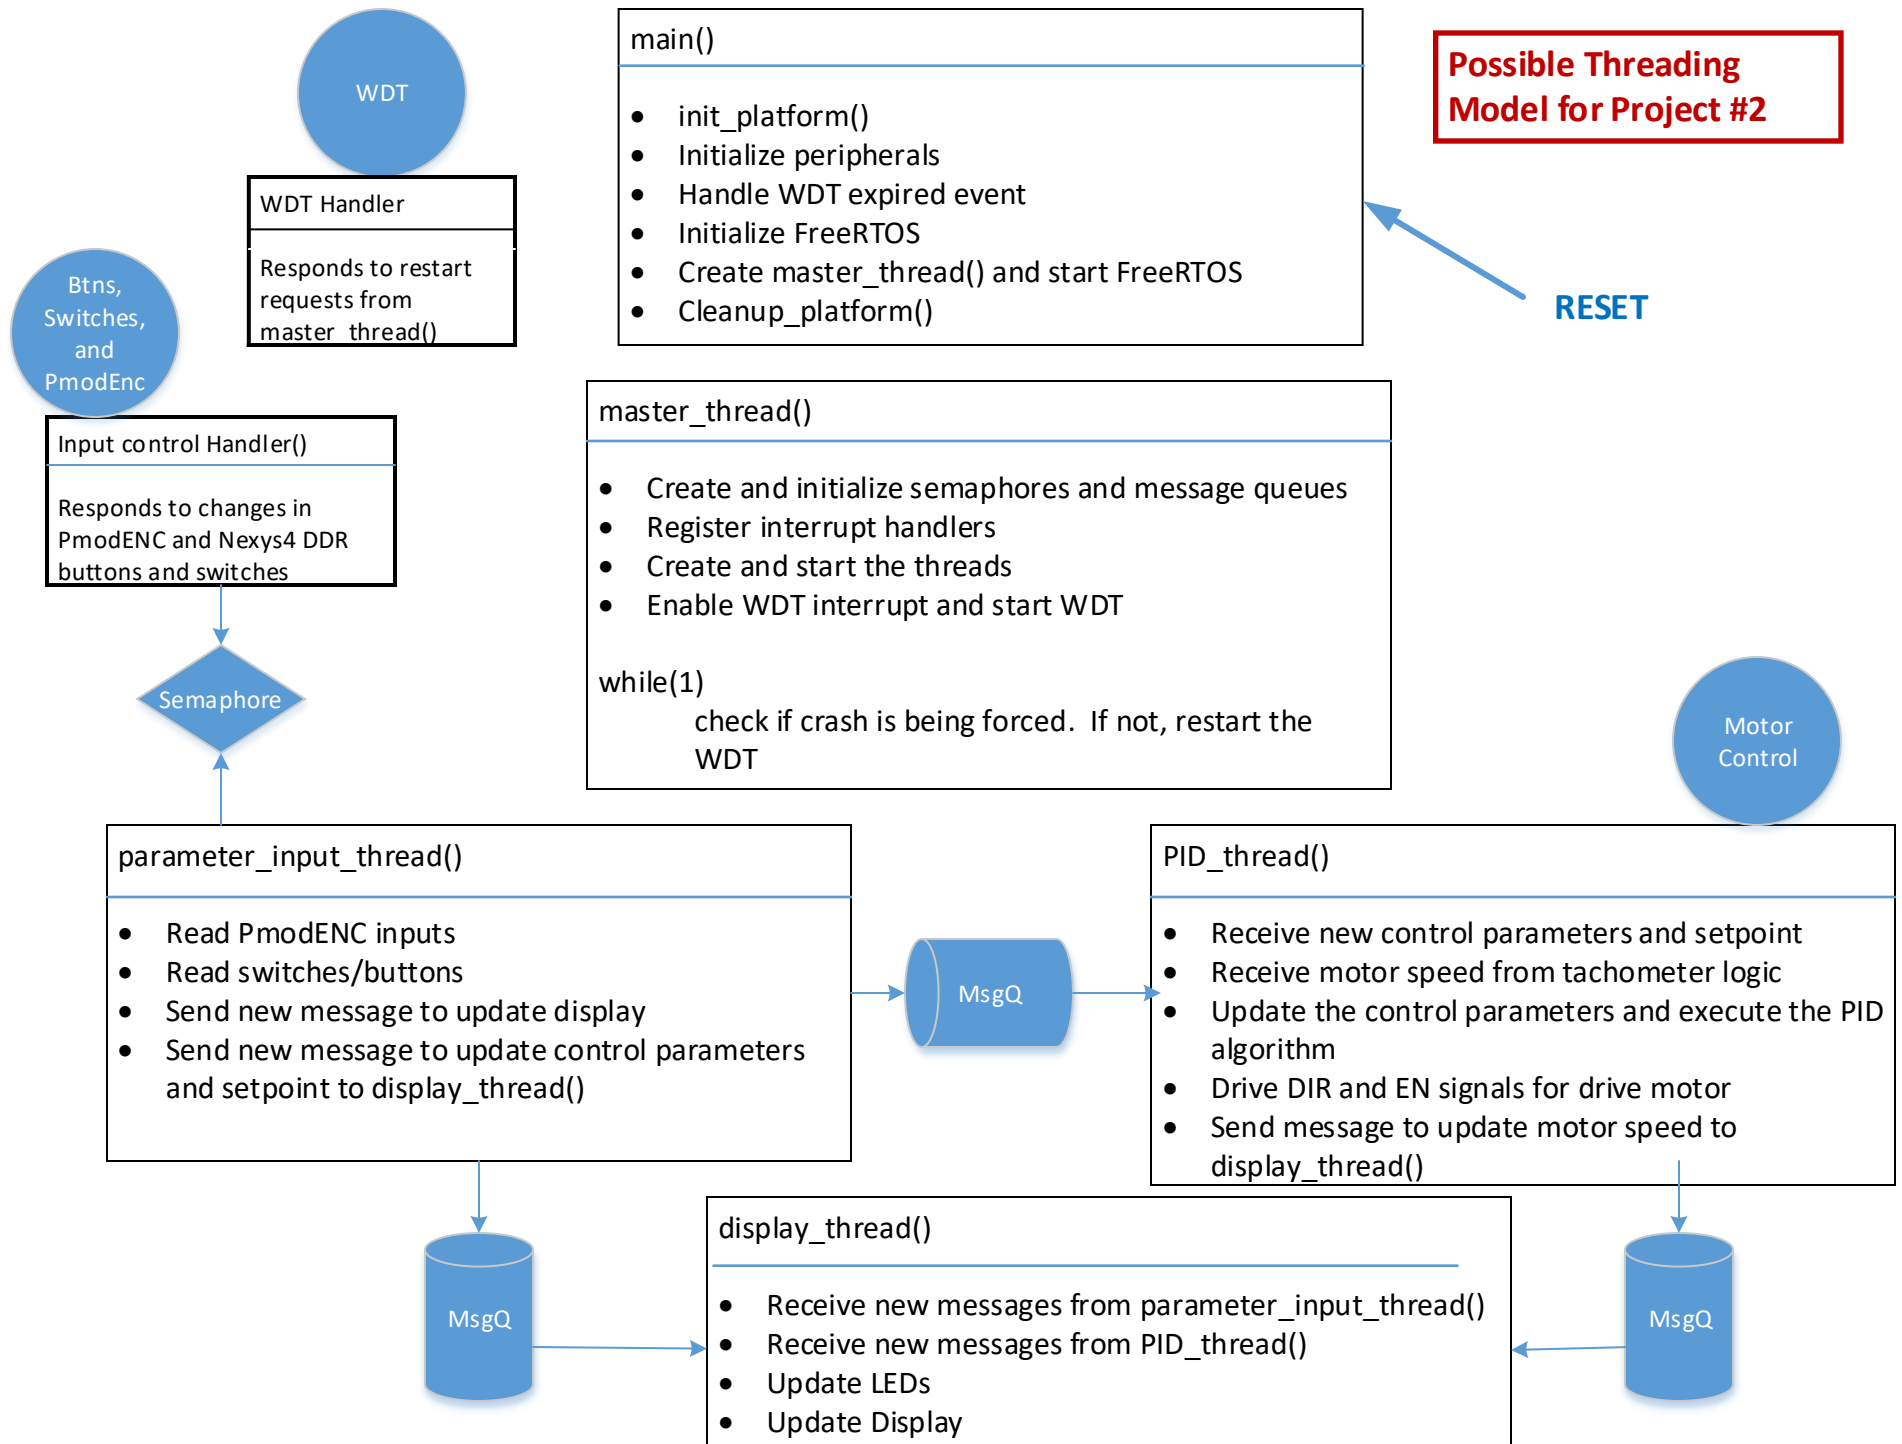 WDT
WDT Handler
Responds to restart
requests from
master_thread()
main()
• init_platform()
• Initialize peripherals
• Handle WDT expired event
• Initialize FreeRTOS
• Create master_thread() and start FreeRTOS
• Cleanup_platform()
Possible Threading
Model for Project #2
RESET
Btns,
Switches,
and
PmodEnc
Input control Handler()
Responds to changes in
PmodENC and Nexys4 DDR
buttons and switches
Semaphore
master_thread()
• Create and initialize semaphores and message queues
• Register interrupt handlers
• Create and start the threads
• Enable WDT interrupt and start WDT
while(1)
check if crash is being forced.  If not, restart the
WDT
Motor
Control
parameter_input_thread()
• Read PmodENC inputs
• Read switches/buttons
• Send new message to update display
• Send new message to update control parameters
and setpoint to display_thread()
MsgQ
PID_thread()
• Receive new control parameters and setpoint
• Receive motor speed from tachometer logic
• Update the control parameters and execute the PID
algorithm
• Drive DIR and EN signals for drive motor
• Send message to update motor speed to
display_thread()
MsgQ
display_thread()
• Receive new messages from parameter_input_thread()
• Receive new messages from PID_thread()
• Update LEDs
• Update Display
MsgQ